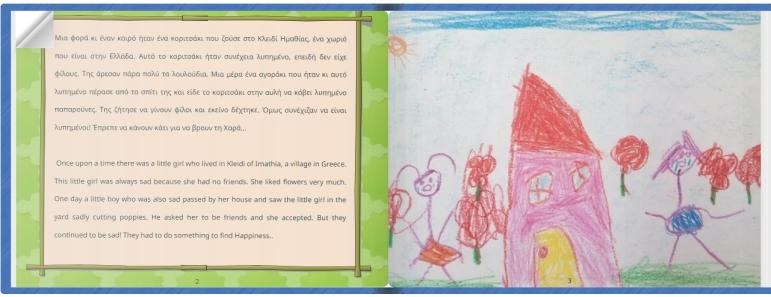 Μια φορά κι έναν καιρό ήταν ένα κοριτσάκι που ζούσε στο Κλειδί Ημαθίας, ένα χωριό
που είναι στην Ελλάδα. Αυτό το κοριτσάκι ήταν συνέχεια λυπημένο, επειδή δεν είχε
φίλους. Της άρεσαν πάρα πολύ τα λουλούδια. Μια μέρα ένα αγοράκι που ήταν κι αυτό
λυπημένο πέρασε από το σπίτι της και είδε το κοριτσάκι στην αυλή να κόβει λυπημένο
παπαρούνες. Της ζήτησε να γίνουν φίλοι και εκείνο δέχτηκε. Όμως συνέχιζαν να είναι
λυπημένοι! Έπρεπε να κάνουν κάτι για να βρουν τη Χαρά...
Once upon a time there was a little girl who lived in Kleidi of Imathia, a village in Greece.
This little girl was always sad because she had no friends. She liked flowers very much.
One day a little boy who was also sad passed by her house and saw the little girl in the
yard sadly cutting poppies. He asked her to be friends and she accepted. But they
continued to be sad! They had to do something to find Happiness..
2
3